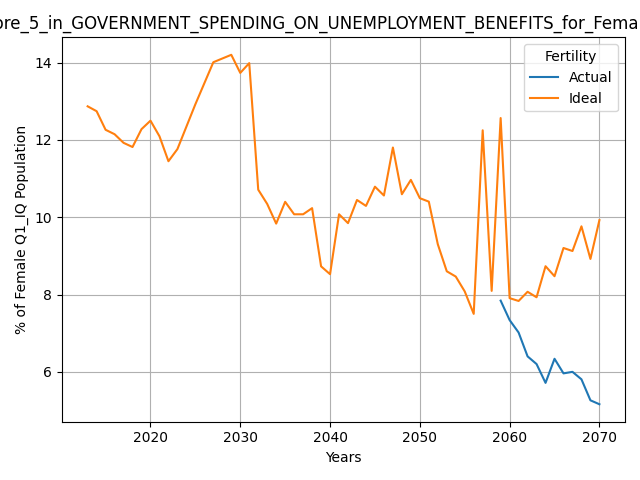 ore_5_in_GOVERNMENT_SPENDING_ON_UNEMPLOYMENT_BENEFITS_for_Fema
Fertility
Actual
Ideal
14
12
10
8
6
% of Female Q1_IQ Population
2020 2030 2040 2050 2060 2070
Years